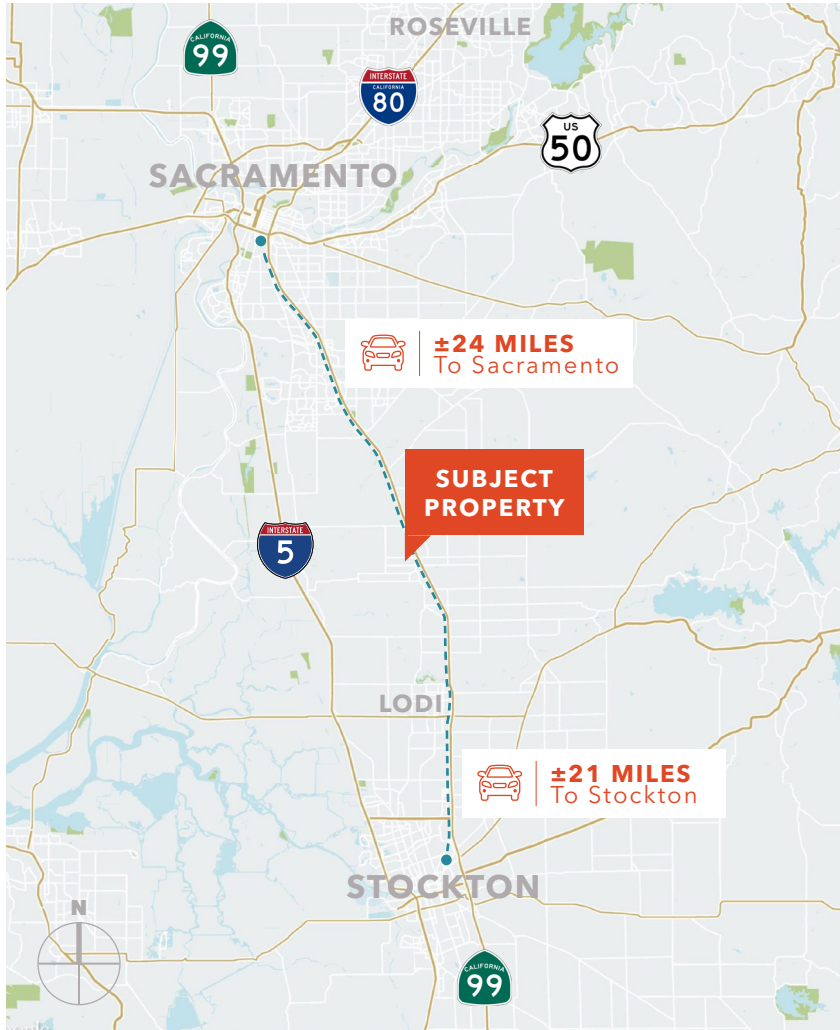 ROSEVILLE
CALIFORNIA
99
INTERSTATE
CALIFORNIA
80
US
50
SACRAMENTO
±24 MILES
To Sacramento
SUBJECT
PROPERTY
INTERSTATE
5
LODI
±21 MILES
To Stockton
STOCKTON
N
CALIFORNIA
99